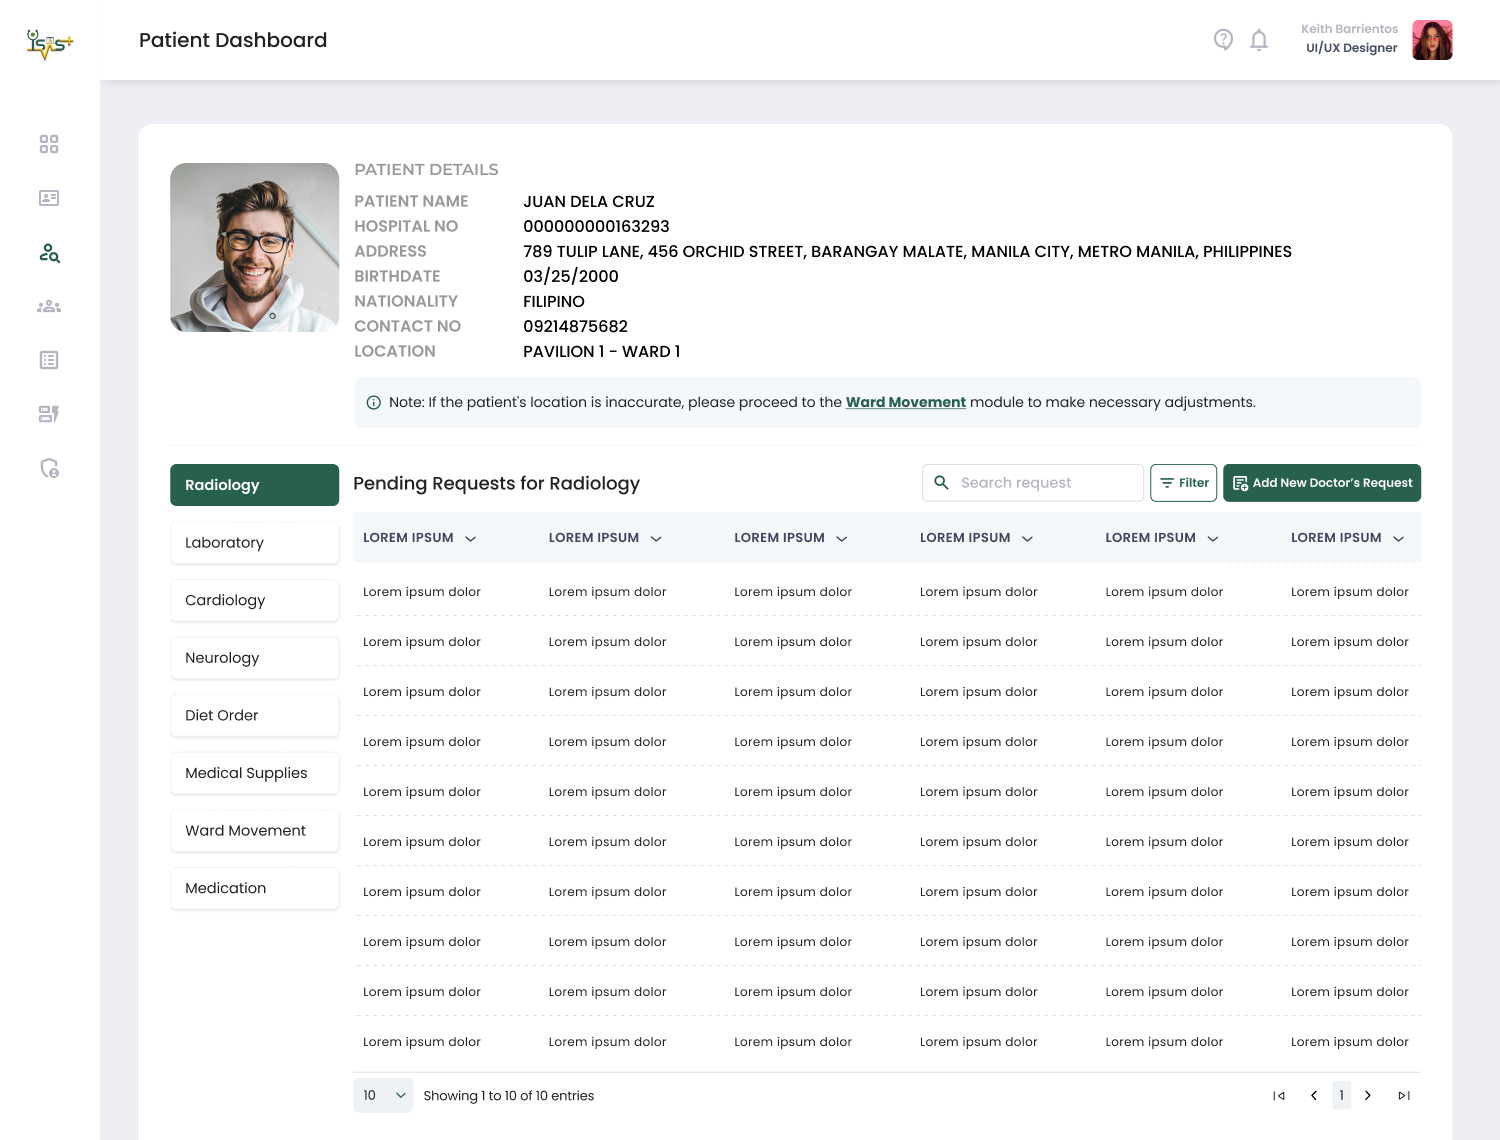 isis+
Patient Dashboard
Keith Barrientos
UI/UX Designer
PATIENT DETAILS
PATIENT NAME JUAN DELA CRUZ
HOSPITAL NO 000000000163293
ADDRESS 789 TULIP LANE, 456 ORCHID STREET, BARANGAY MALATE, MANILA CITY, METRO MANILA, PHILIPPINES
BIRTHDATE 03/25/2000
NATIONALITY FILIPINO
CONTACT NO 09214875682
LOCATION PAVILION 1 - WARD 1
Note: If the patient's location is inaccurate, please proceed to the Ward Movement module to make necessary adjustments.
Radiology
Laboratory
Cardiology
Neurology
Diet Order
Medical Supplies
Ward Movement
Medication
Pending Requests for Radiology
Search request
Filter
Add New Doctor's Request
LOREM IPSUM LOREM IPSUM LOREM IPSUM LOREM IPSUM LOREM IPSUM LOREM IPSUM
Lorem ipsum dolor Lorem ipsum dolor Lorem ipsum dolor Lorem ipsum dolor Lorem ipsum dolor Lorem ipsum dolor
Lorem ipsum dolor Lorem ipsum dolor Lorem ipsum dolor Lorem ipsum dolor Lorem ipsum dolor Lorem ipsum dolor
Lorem ipsum dolor Lorem ipsum dolor Lorem ipsum dolor Lorem ipsum dolor Lorem ipsum dolor Lorem ipsum dolor
Lorem ipsum dolor Lorem ipsum dolor Lorem ipsum dolor Lorem ipsum dolor Lorem ipsum dolor Lorem ipsum dolor
Lorem ipsum dolor Lorem ipsum dolor Lorem ipsum dolor Lorem ipsum dolor Lorem ipsum dolor Lorem ipsum dolor
Lorem ipsum dolor Lorem ipsum dolor Lorem ipsum dolor Lorem ipsum dolor Lorem ipsum dolor Lorem ipsum dolor
Lorem ipsum dolor Lorem ipsum dolor Lorem ipsum dolor Lorem ipsum dolor Lorem ipsum dolor Lorem ipsum dolor
Lorem ipsum dolor Lorem ipsum dolor Lorem ipsum dolor Lorem ipsum dolor Lorem ipsum dolor Lorem ipsum dolor
Lorem ipsum dolor Lorem ipsum dolor Lorem ipsum dolor Lorem ipsum dolor Lorem ipsum dolor Lorem ipsum dolor
Lorem ipsum dolor Lorem ipsum dolor Lorem ipsum dolor Lorem ipsum dolor Lorem ipsum dolor Lorem ipsum dolor
10 Showing 1 to 10 of 10 entries 1